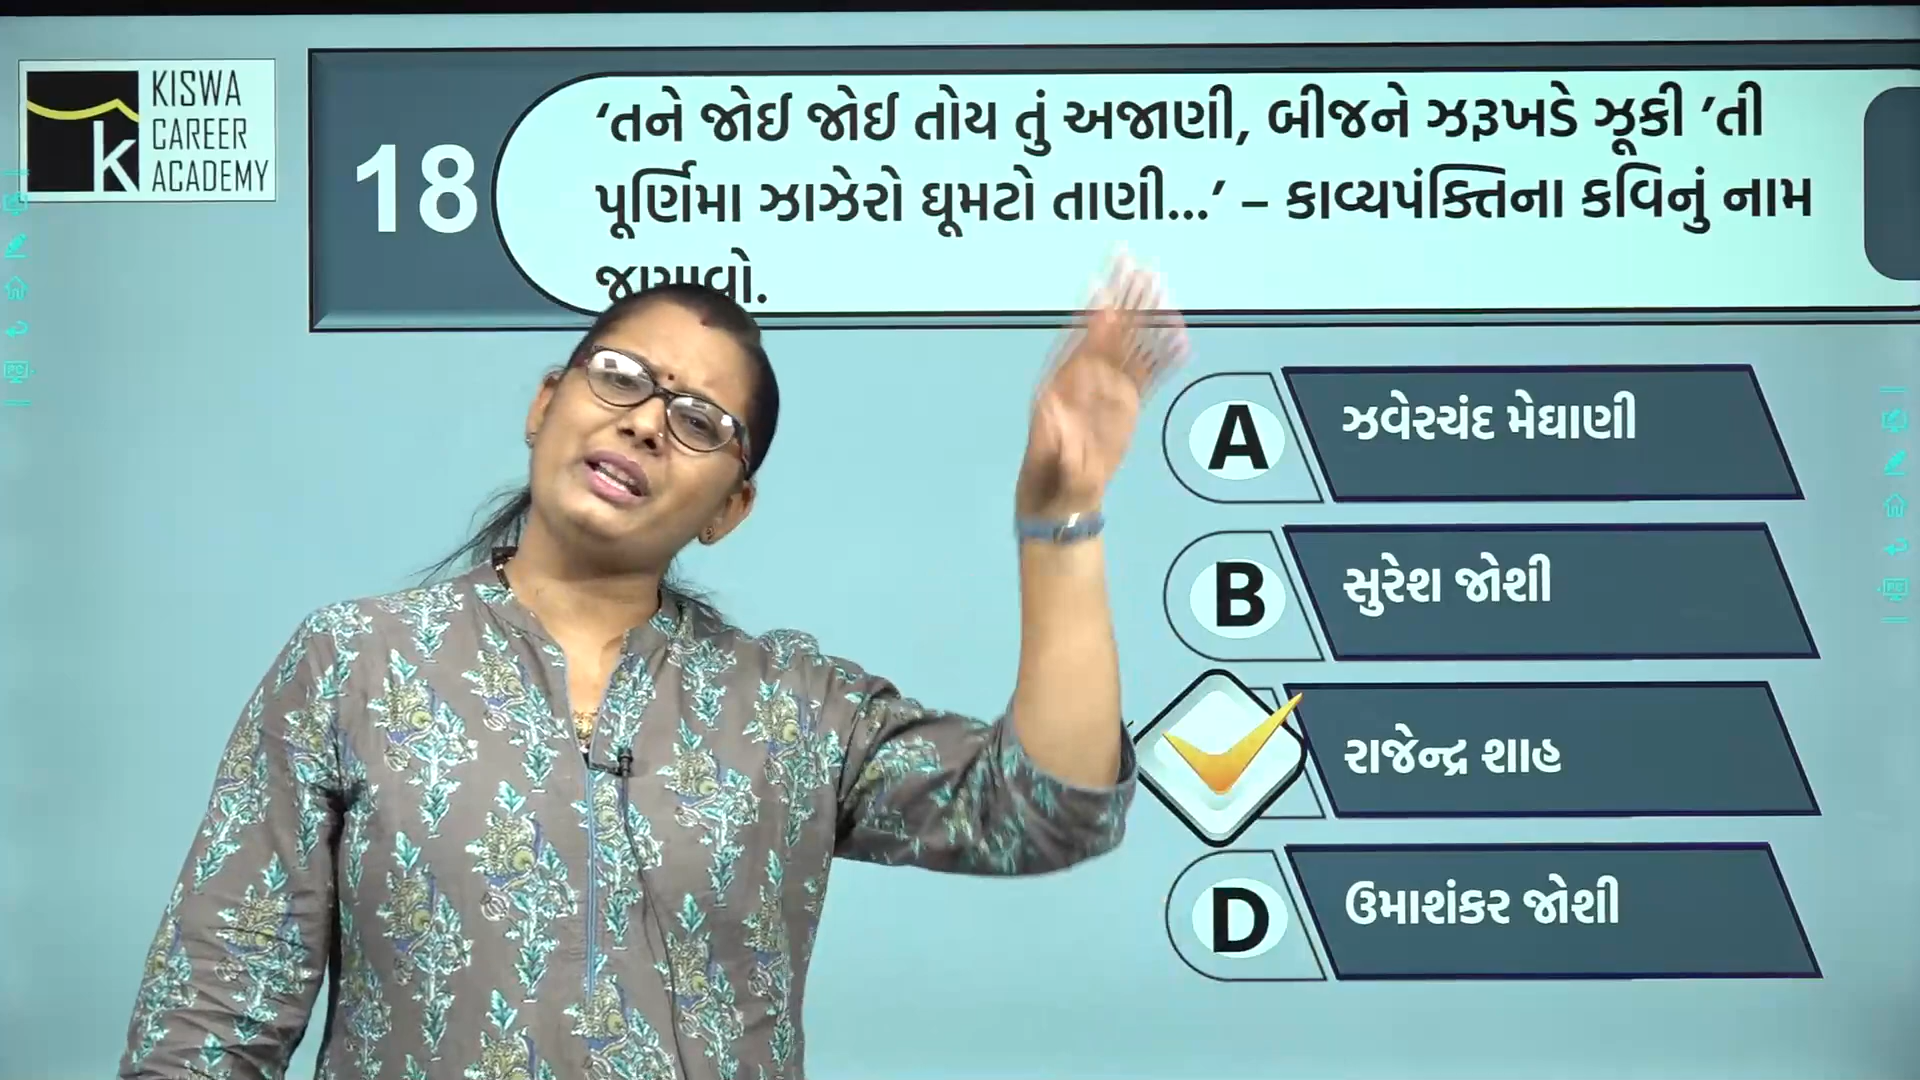 KISWA
CAREER
ACADEMY
k
18
‘તને જોઈ જોઈ તોય તું અજાણી, બીજને ઝરૂખડે ઝૂકી ’તી
પૂર્ણિમા ઝાઝેરો ઘૂમટો તાણી...’ – કાવ્યપંક્તિના કવિનું નામ
A
ઝવેરચંદ મેઘાણી
B
સુરેશ જોશી
રાજેન્દ્ર શાહ
D
ઉમાશંકર જોશી